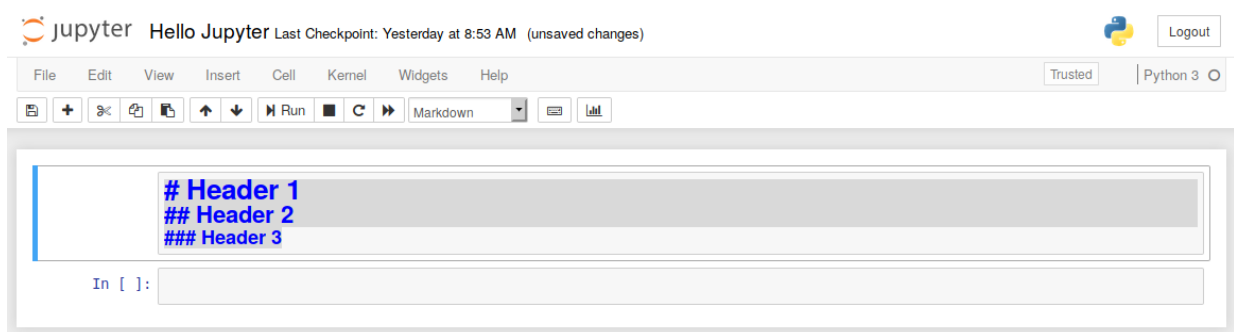 jupyter Hello Jupyter Last Checkpoint: Yesterday at 8:53 AM (unsaved changes) Logout
File Edit View Insert Cell Kernel Widgets Help Trusted Python 3
Run Markdown
# Header 1
## Header 2
### Header 3
In [ ]: